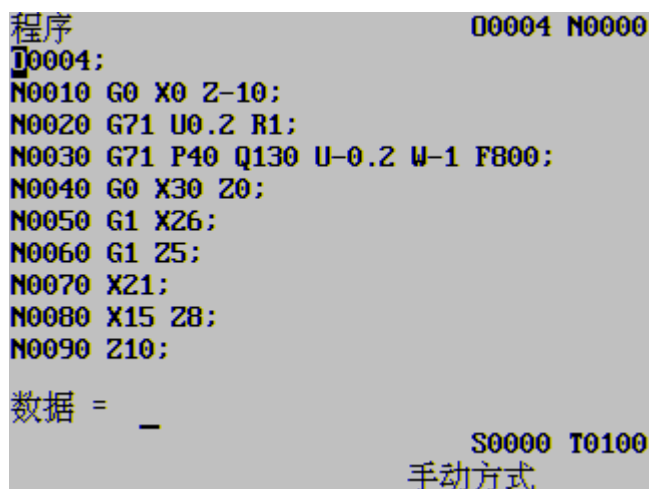 程序 O0004 N0000
O0004;
N0010 G0 X0 Z-10;
N0020 G71 U0.2 R1;
N0030 G71 P40 Q130 U-0.2 W-1 F800;
N0040 G0 X30 Z0;
N0050 G1 X26;
N0060 G1 Z5;
N0070 X21;
N0080 X15 Z8;
N0090 Z10;
数据 = _
S0000 T0100
手动方式